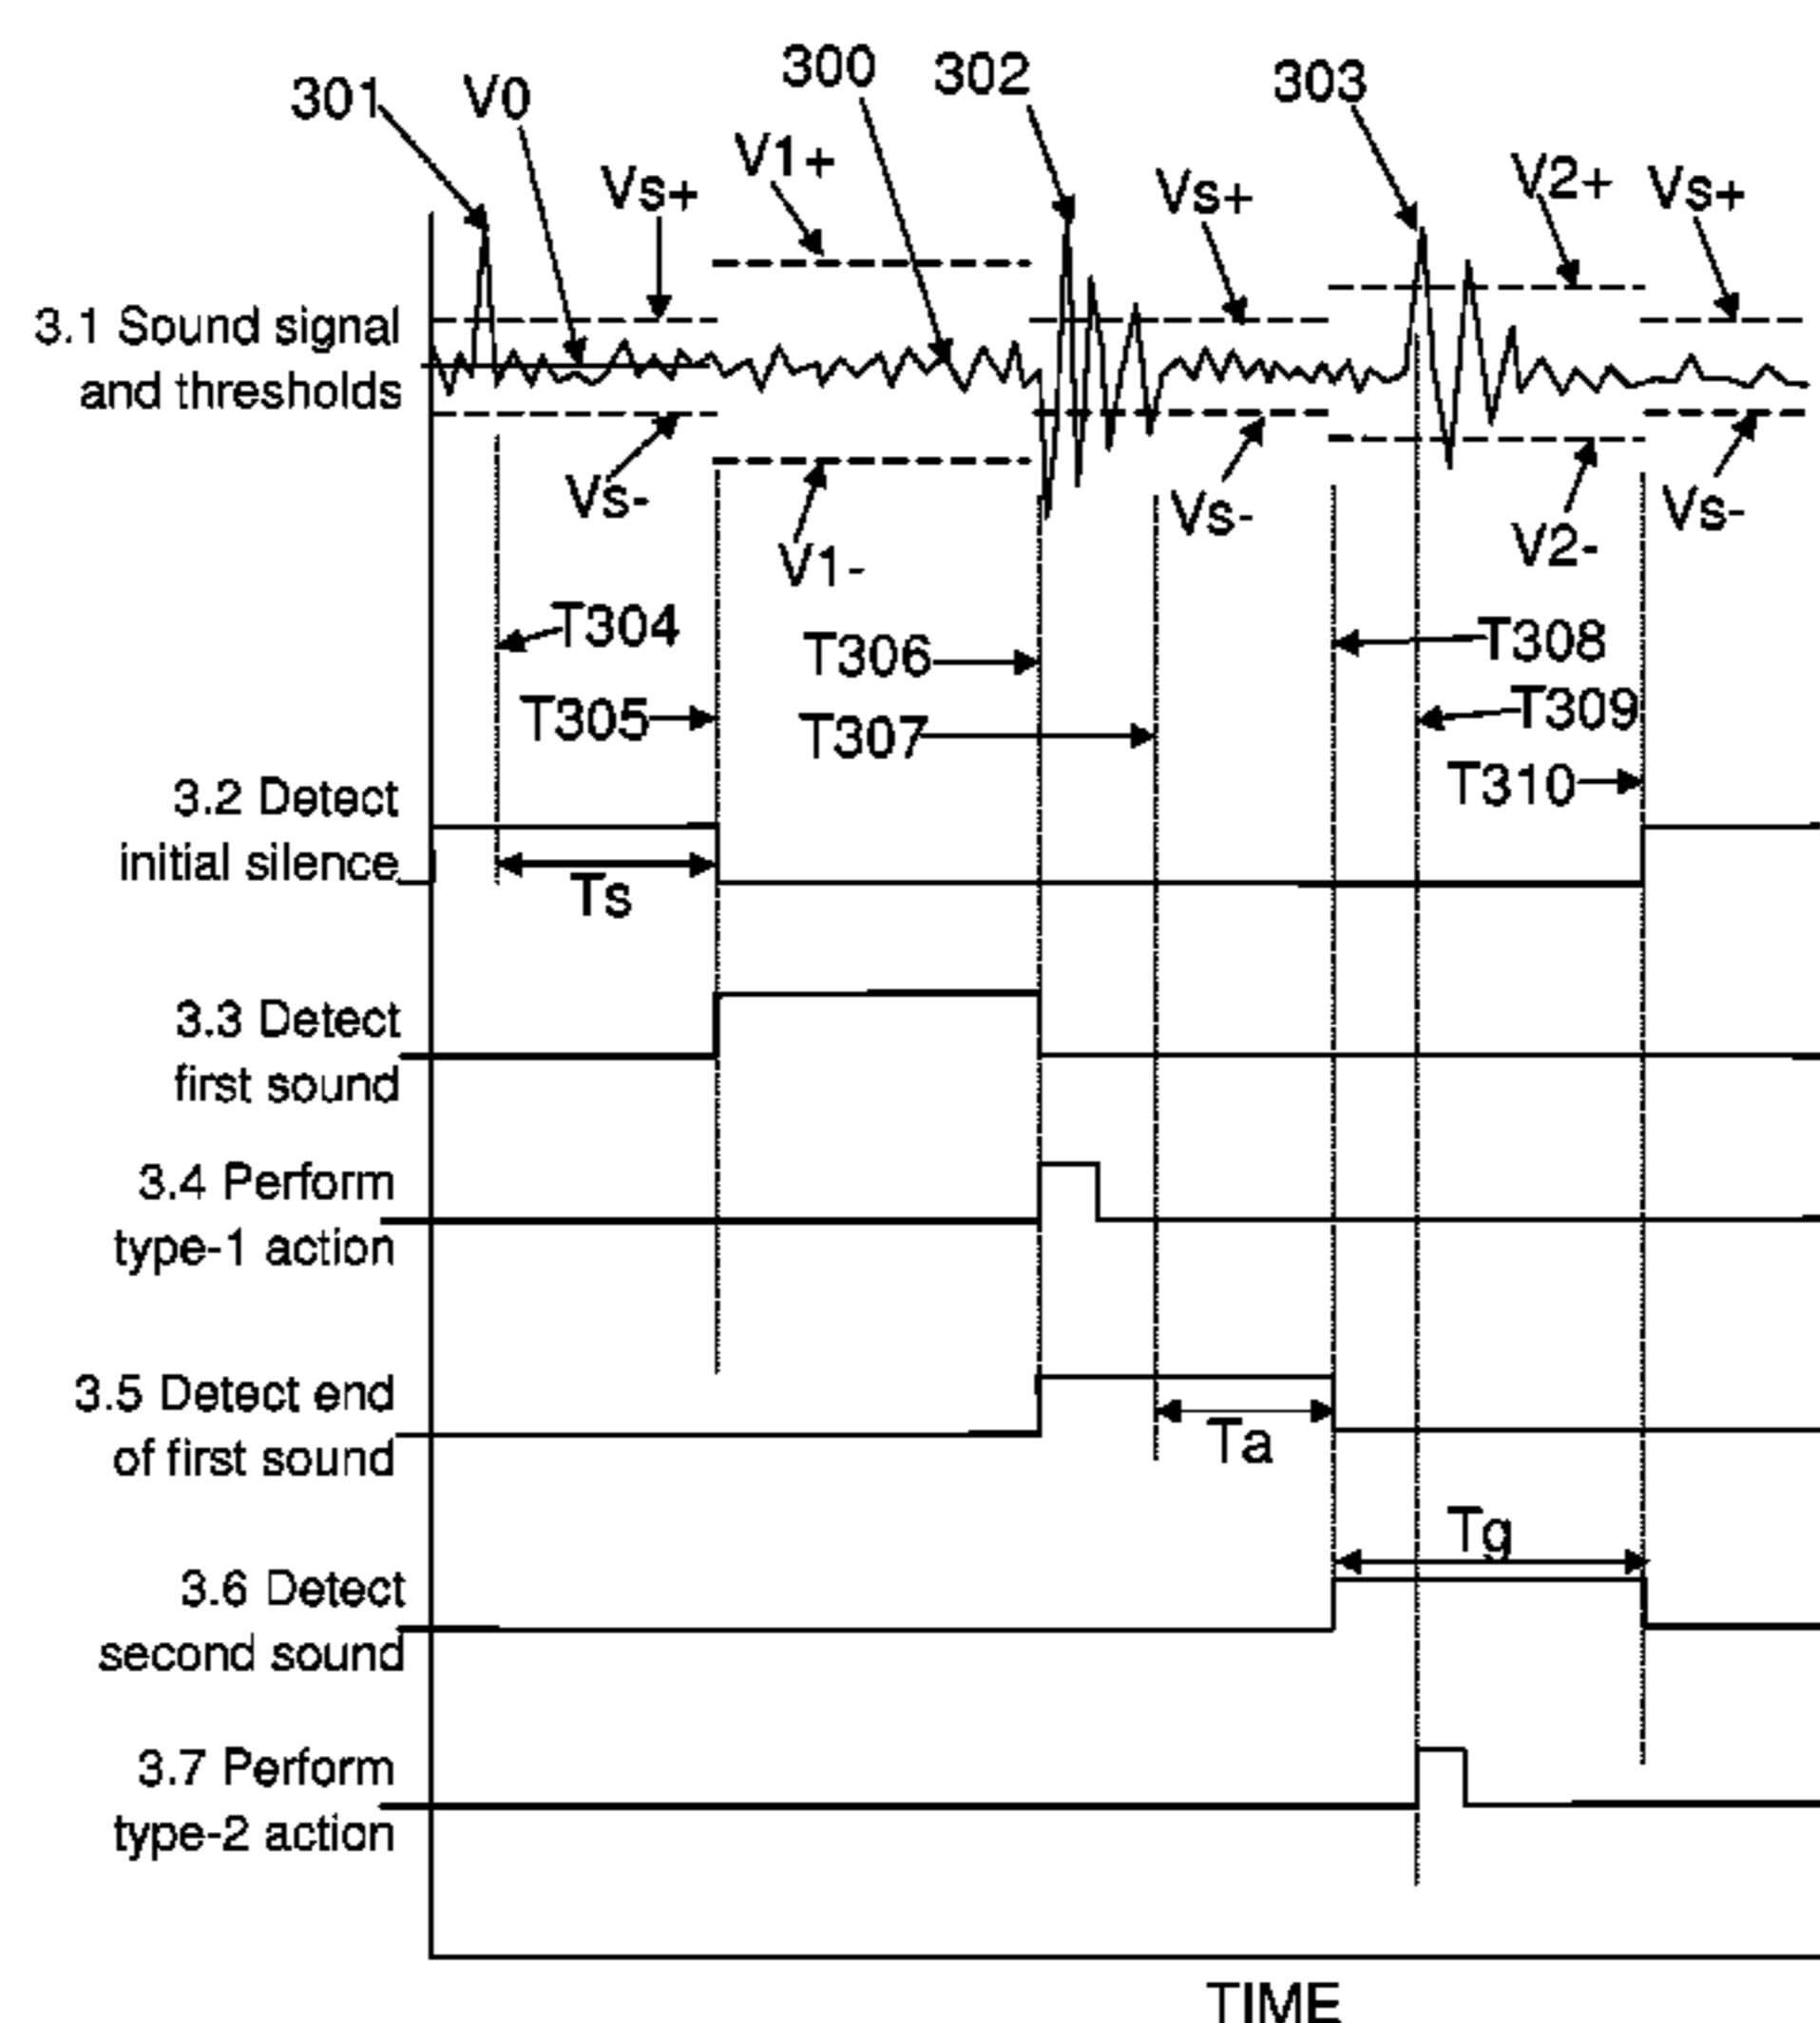 301
V0
300
302
303
Vs+
V1+
Vs+
V2+
Vs+
3.1 Sound signal
and thresholds
Vs-
V1-
Vs-
V2-
Vs-
T304
T305
T306
T307
T308
T309
T310
3.2 Detect
initial silence
Ts
3.3 Detect
first sound
3.4 Perform
type-1 action
3.5 Detect end
of first sound
Ta
Tg
3.6 Detect
second sound
3.7 Perform
type-2 action
TIME